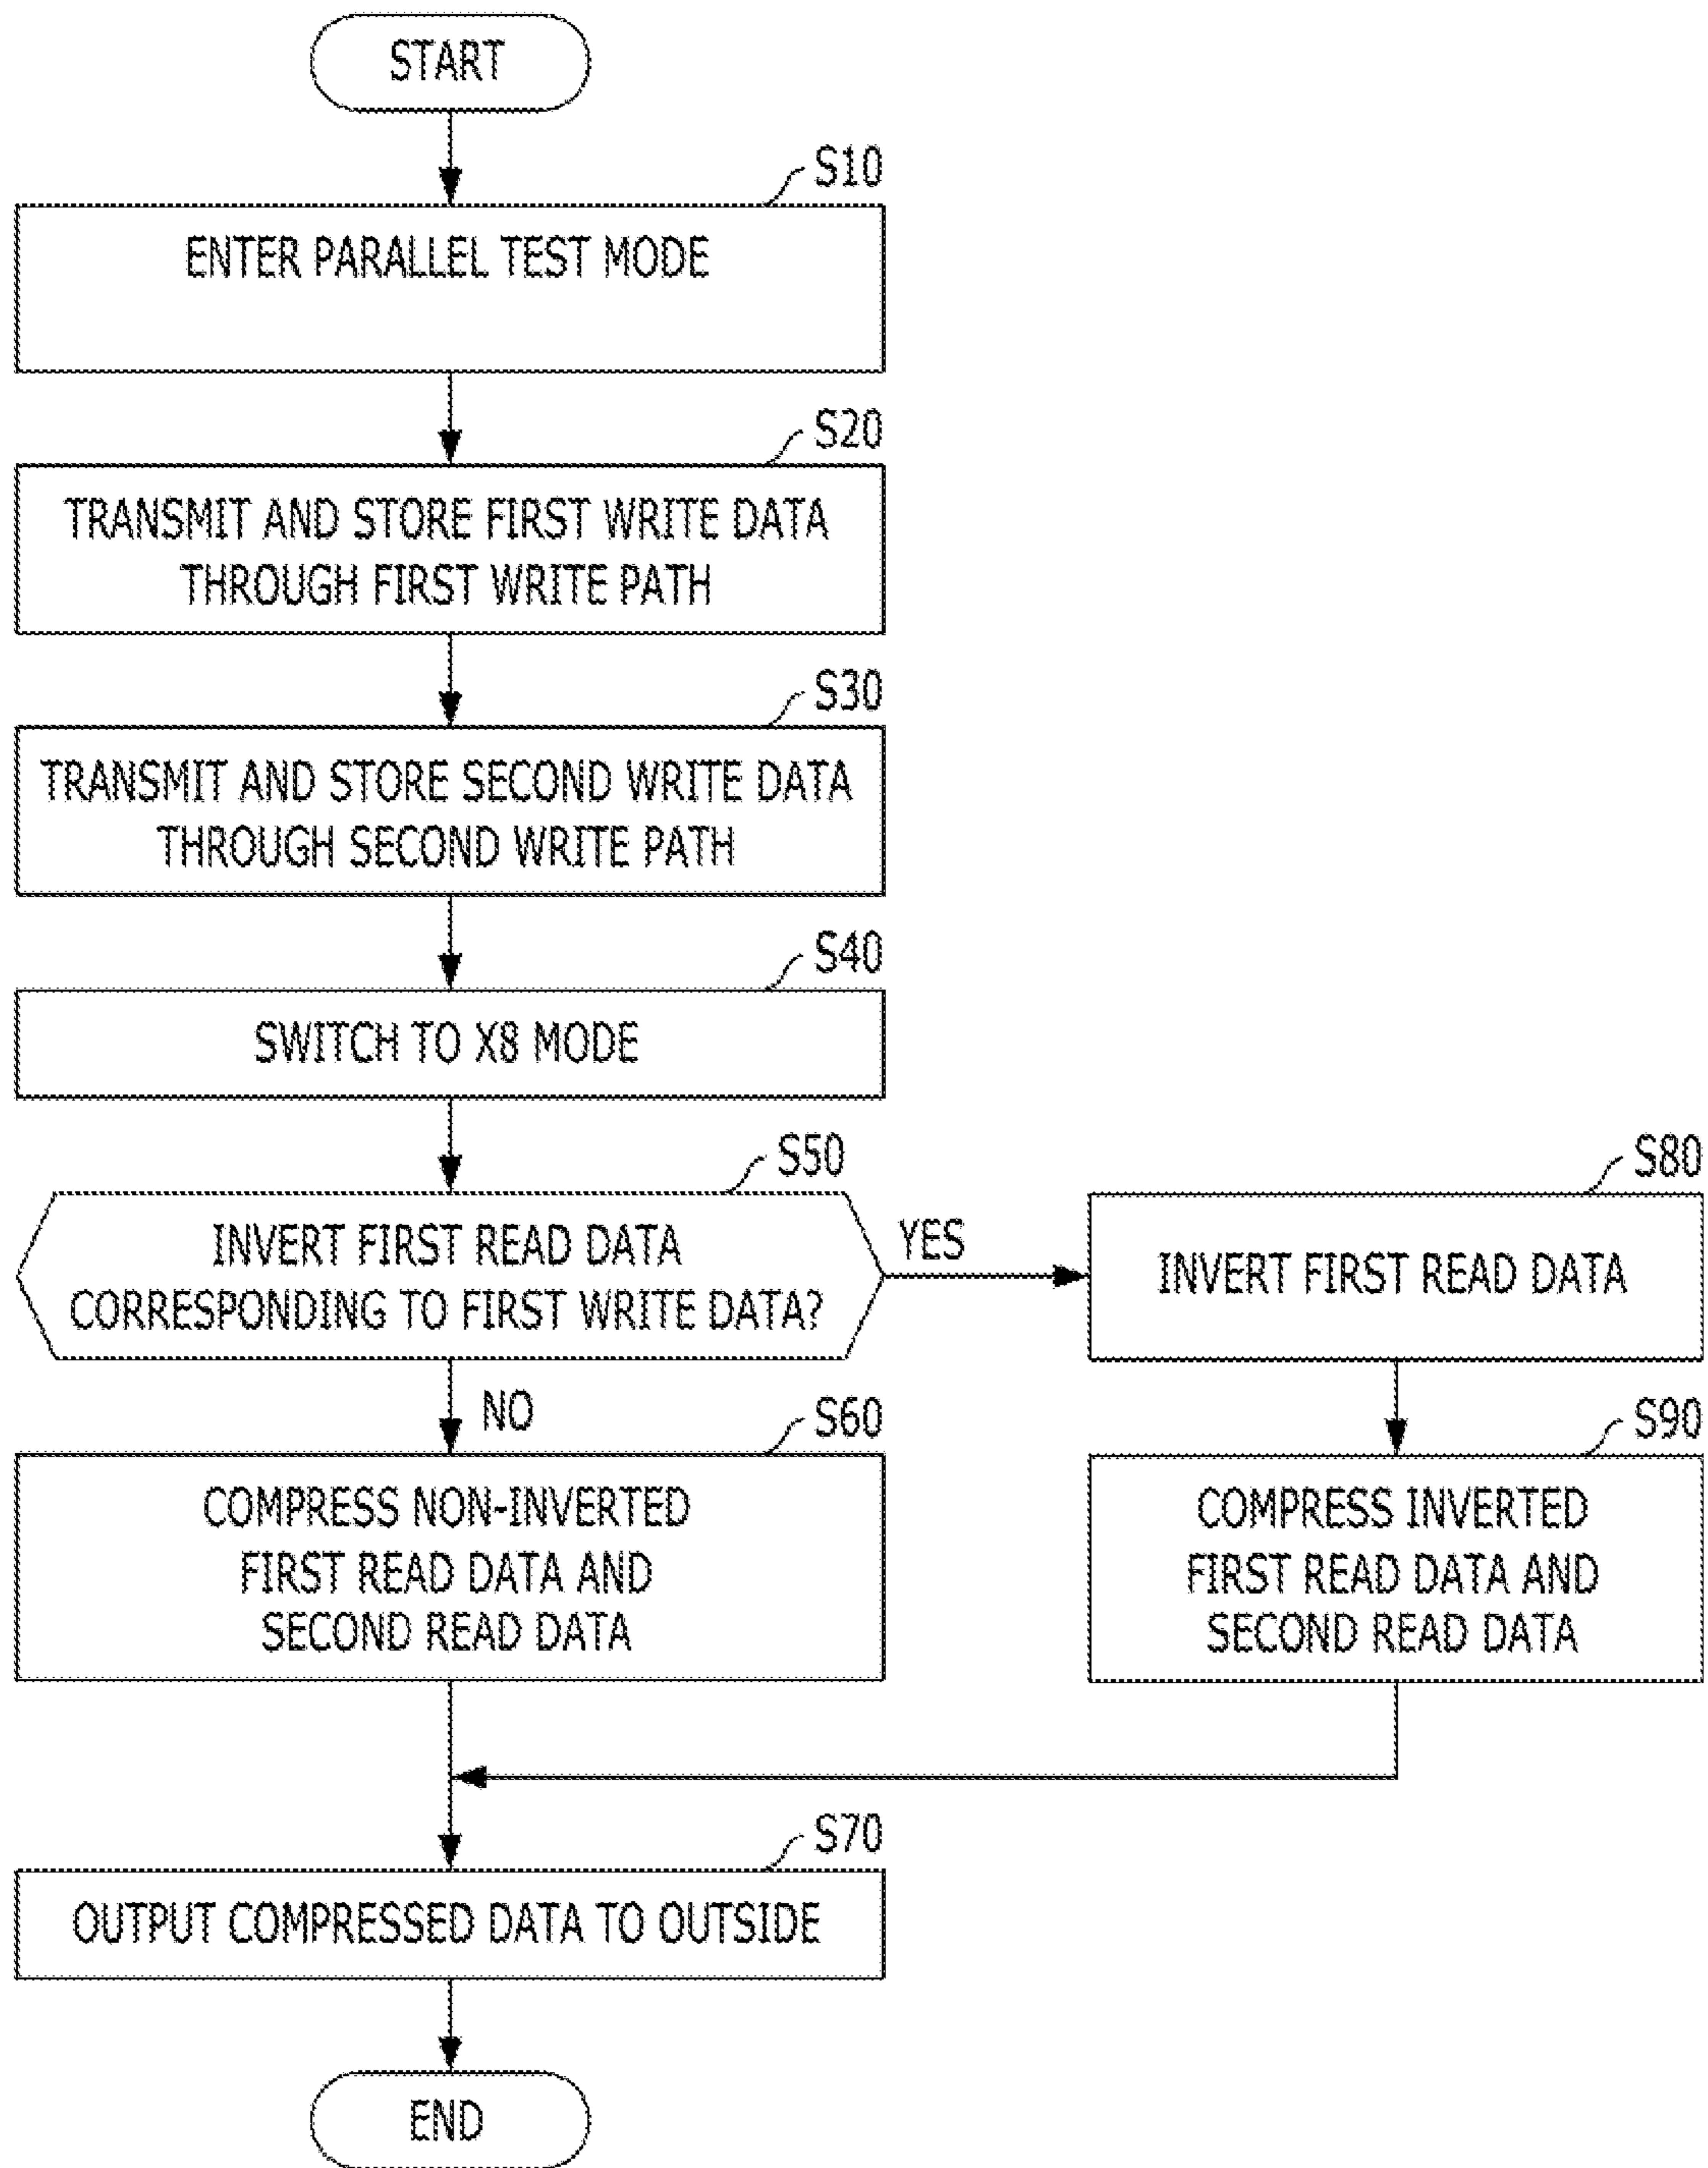 START
S10
ENTER PARALLEL TEST MODE
S20
TRANSMIT AND STORE FIRST WRITE DATA
THROUGH FIRST WRITE PATH
S30
TRANSMIT AND STORE SECOND WRITE DATA
THROUGH SECOND WRITE PATH
S40
SWITCH TO X8 MODE
S50
INVERT FIRST READ DATA
CORRESPONDING TO FIRST WRITE DATA?
YES
S80
INVERT FIRST READ DATA
NO
S60
COMPRESS NON-INVERTED
FIRST READ DATA AND
SECOND READ DATA
S90
COMPRESS INVERTED
FIRST READ DATA AND
SECOND READ DATA
S70
OUTPUT COMPRESSED DATA TO OUTSIDE
END